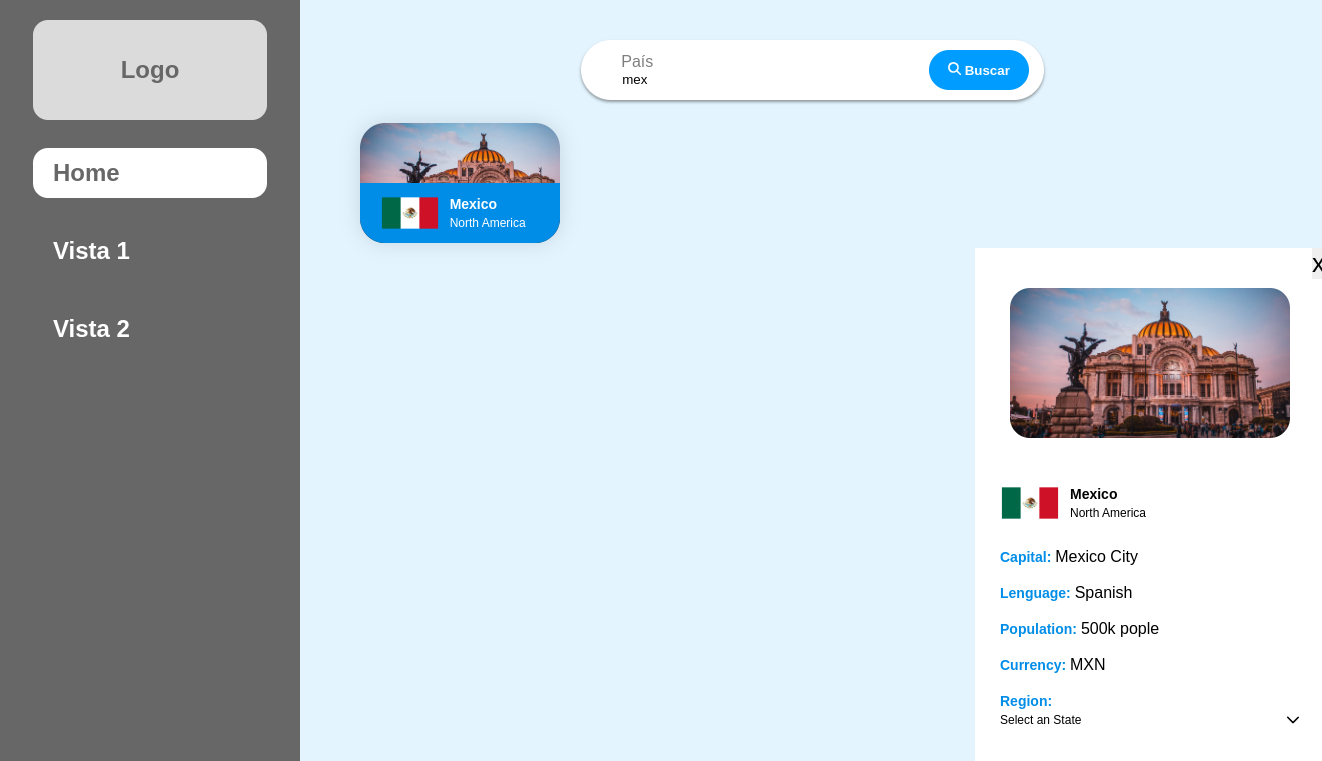 Logo
Home
Vista 1
Vista 2
País
mex
Buscar
Mexico
North America
X
Mexico
North America
Capital: Mexico City
Lenguage: Spanish
Population: 500k pople
Currency: MXN
Region:
Select an State